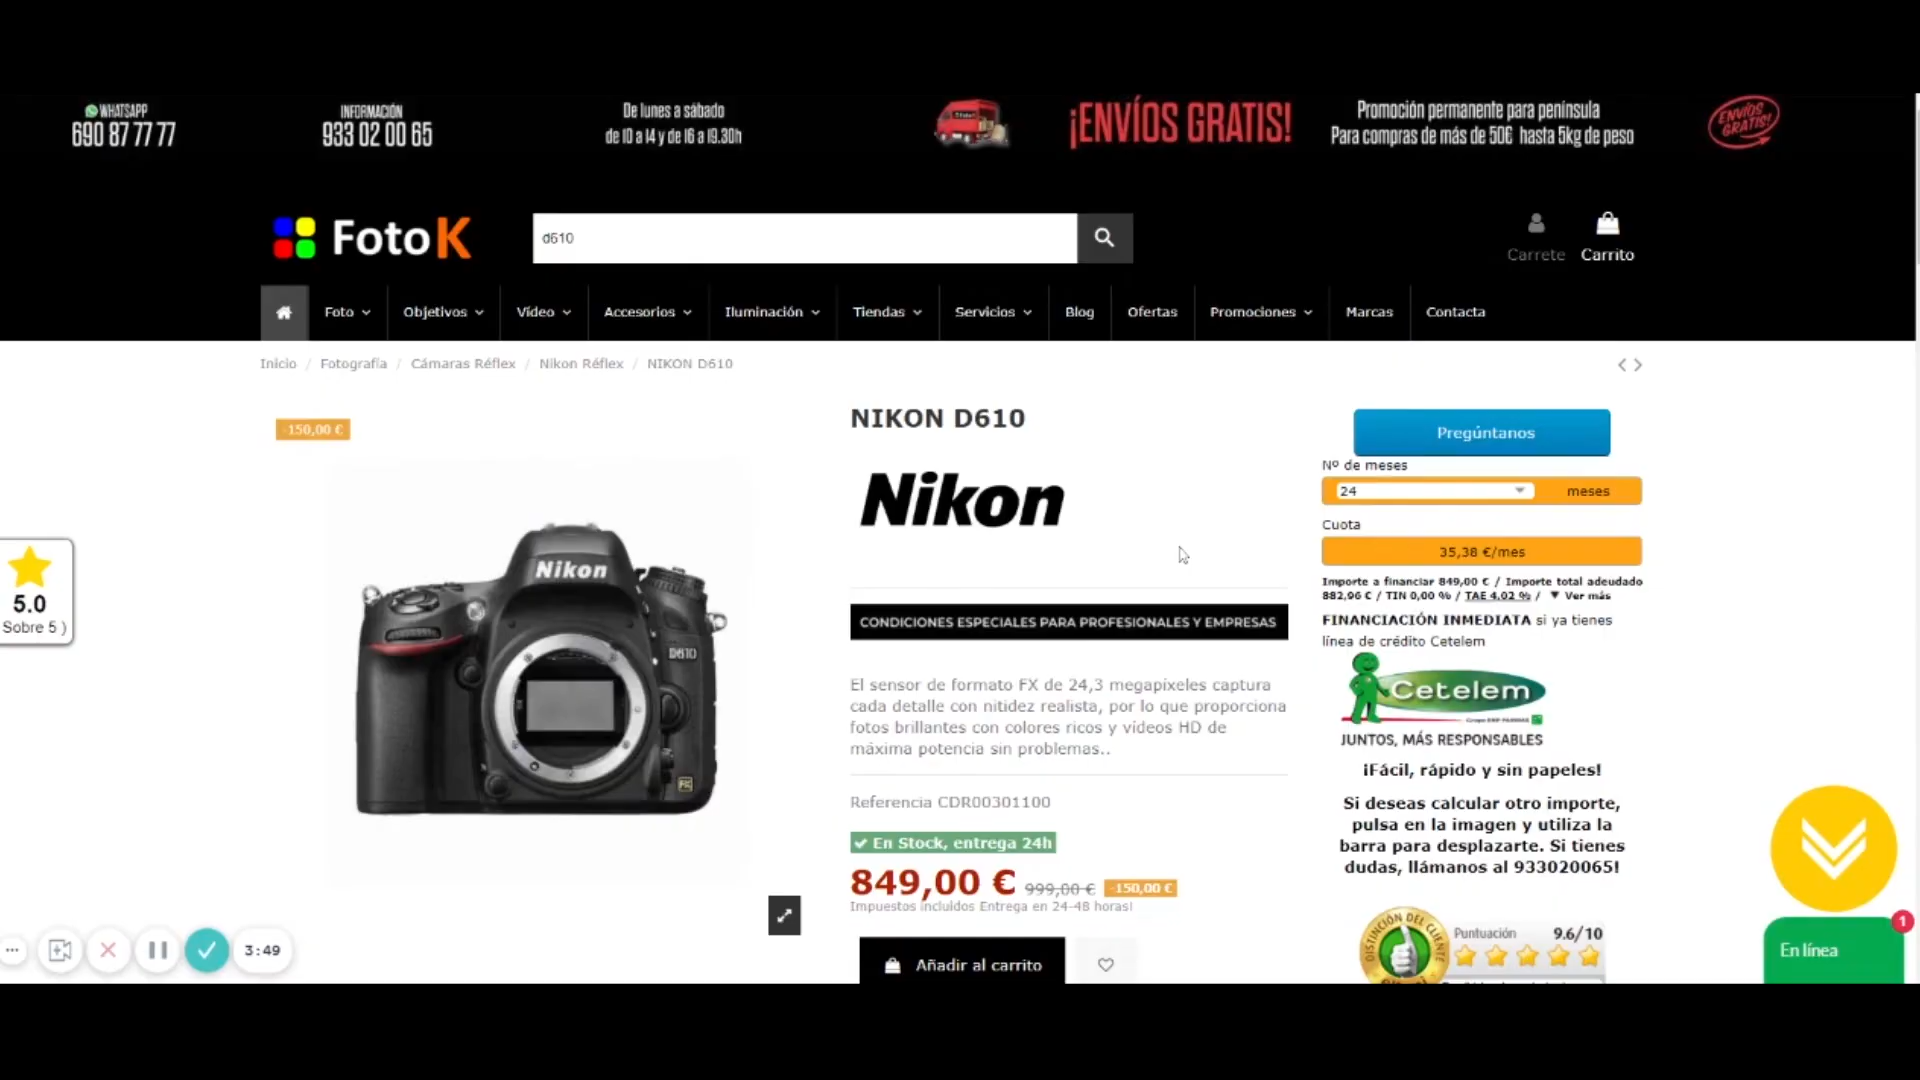 WHATSAPP
690 87 77 77
INFORMACIÓN
933 02 00 65
De lunes a sábado
de 10 a 14 y de 16 a 19.30h
¡ENVÍOS GRATIS!
Promoción permanente para península
Para compras de más de 50€ hasta 5kg de peso
ENVÍOS
GRATIS!
FotoK
d610
Carrete
Carrito
Foto
Objetivos
Vídeo
Accesorios
Iluminación
Tiendas
Servicios
Blog
Ofertas
Promociones
Marcas
Contacta
Inicio / Fotografía / Cámaras Réflex / Nikon Réflex / NIKON D610
-150,00 €
Nikon
D610
FX
5.0
Sobre 5 )
3:49
NIKON D610
Nikon
CONDICIONES ESPECIALES PARA PROFESIONALES Y EMPRESAS
El sensor de formato FX de 24,3 megapíxeles captura
cada detalle con nitidez realista, por lo que proporciona
fotos brillantes con colores ricos y vídeos HD de
máxima potencia sin problemas..
Referencia CDR00301100
En Stock, entrega 24h
849,00 € 999,00 € -150,00 €
Impuestos incluidos Entrega en 24-48 horas!
Añadir al carrito
Pregúntanos
Nº de meses
24 meses
Cuota
35,38 €/mes
Importe a financiar 849,00 € / Importe total adeudado
882,96 € / TIN 0,00 % / TAE 4,02 % / ▼ Ver más
FINANCIACIÓN INMEDIATA si ya tienes
línea de crédito Cetelem
Cetelem
JUNTOS, MÁS RESPONSABLES
¡Fácil, rápido y sin papeles!
Si deseas calcular otro importe,
pulsa en la imagen y utiliza la
barra para desplazarte. Si tienes
dudas, llámanos al 933020065!
DISTINCIÓN DEL CLIENTE
Puntuación 9.6/10
1
En línea